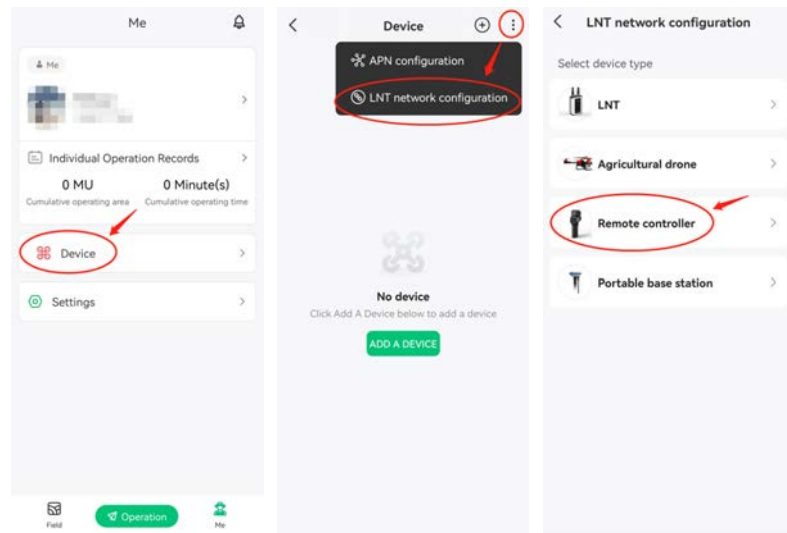 Me
Me
Individual Operation Records
0 MU
0 Minute(s)
Cumulative operating area
Cumulative operating time
Device
Settings
Field
Operation
Me
Device
APN configuration
LNT network configuration
No device
Click Add A Device below to add a device
ADD A DEVICE
LNT network configuration
Select device type
LNT
Agricultural drone
Remote controller
Portable base station